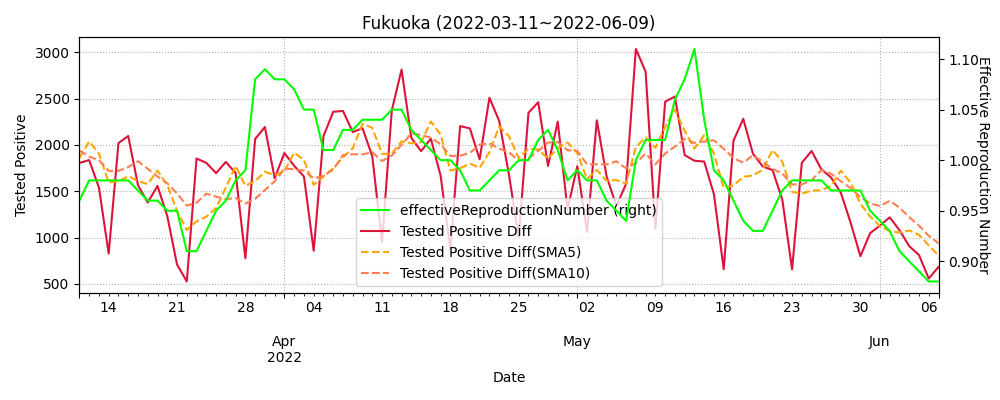 Fukuoka (2022-03-11~2022-06-09)
Tested Positive
3000
2500
2000
1500
1000
500
1.10
1.05
1.00
0.95
0.90
Effective Reproduction Number
effectiveReproductionNumber (right)
Tested Positive Diff
Tested Positive Diff(SMA5)
Tested Positive Diff(SMA10)
14 21 28 04 11 18 25 02 09 16 23 30 06
Apr May Jun
2022
Date